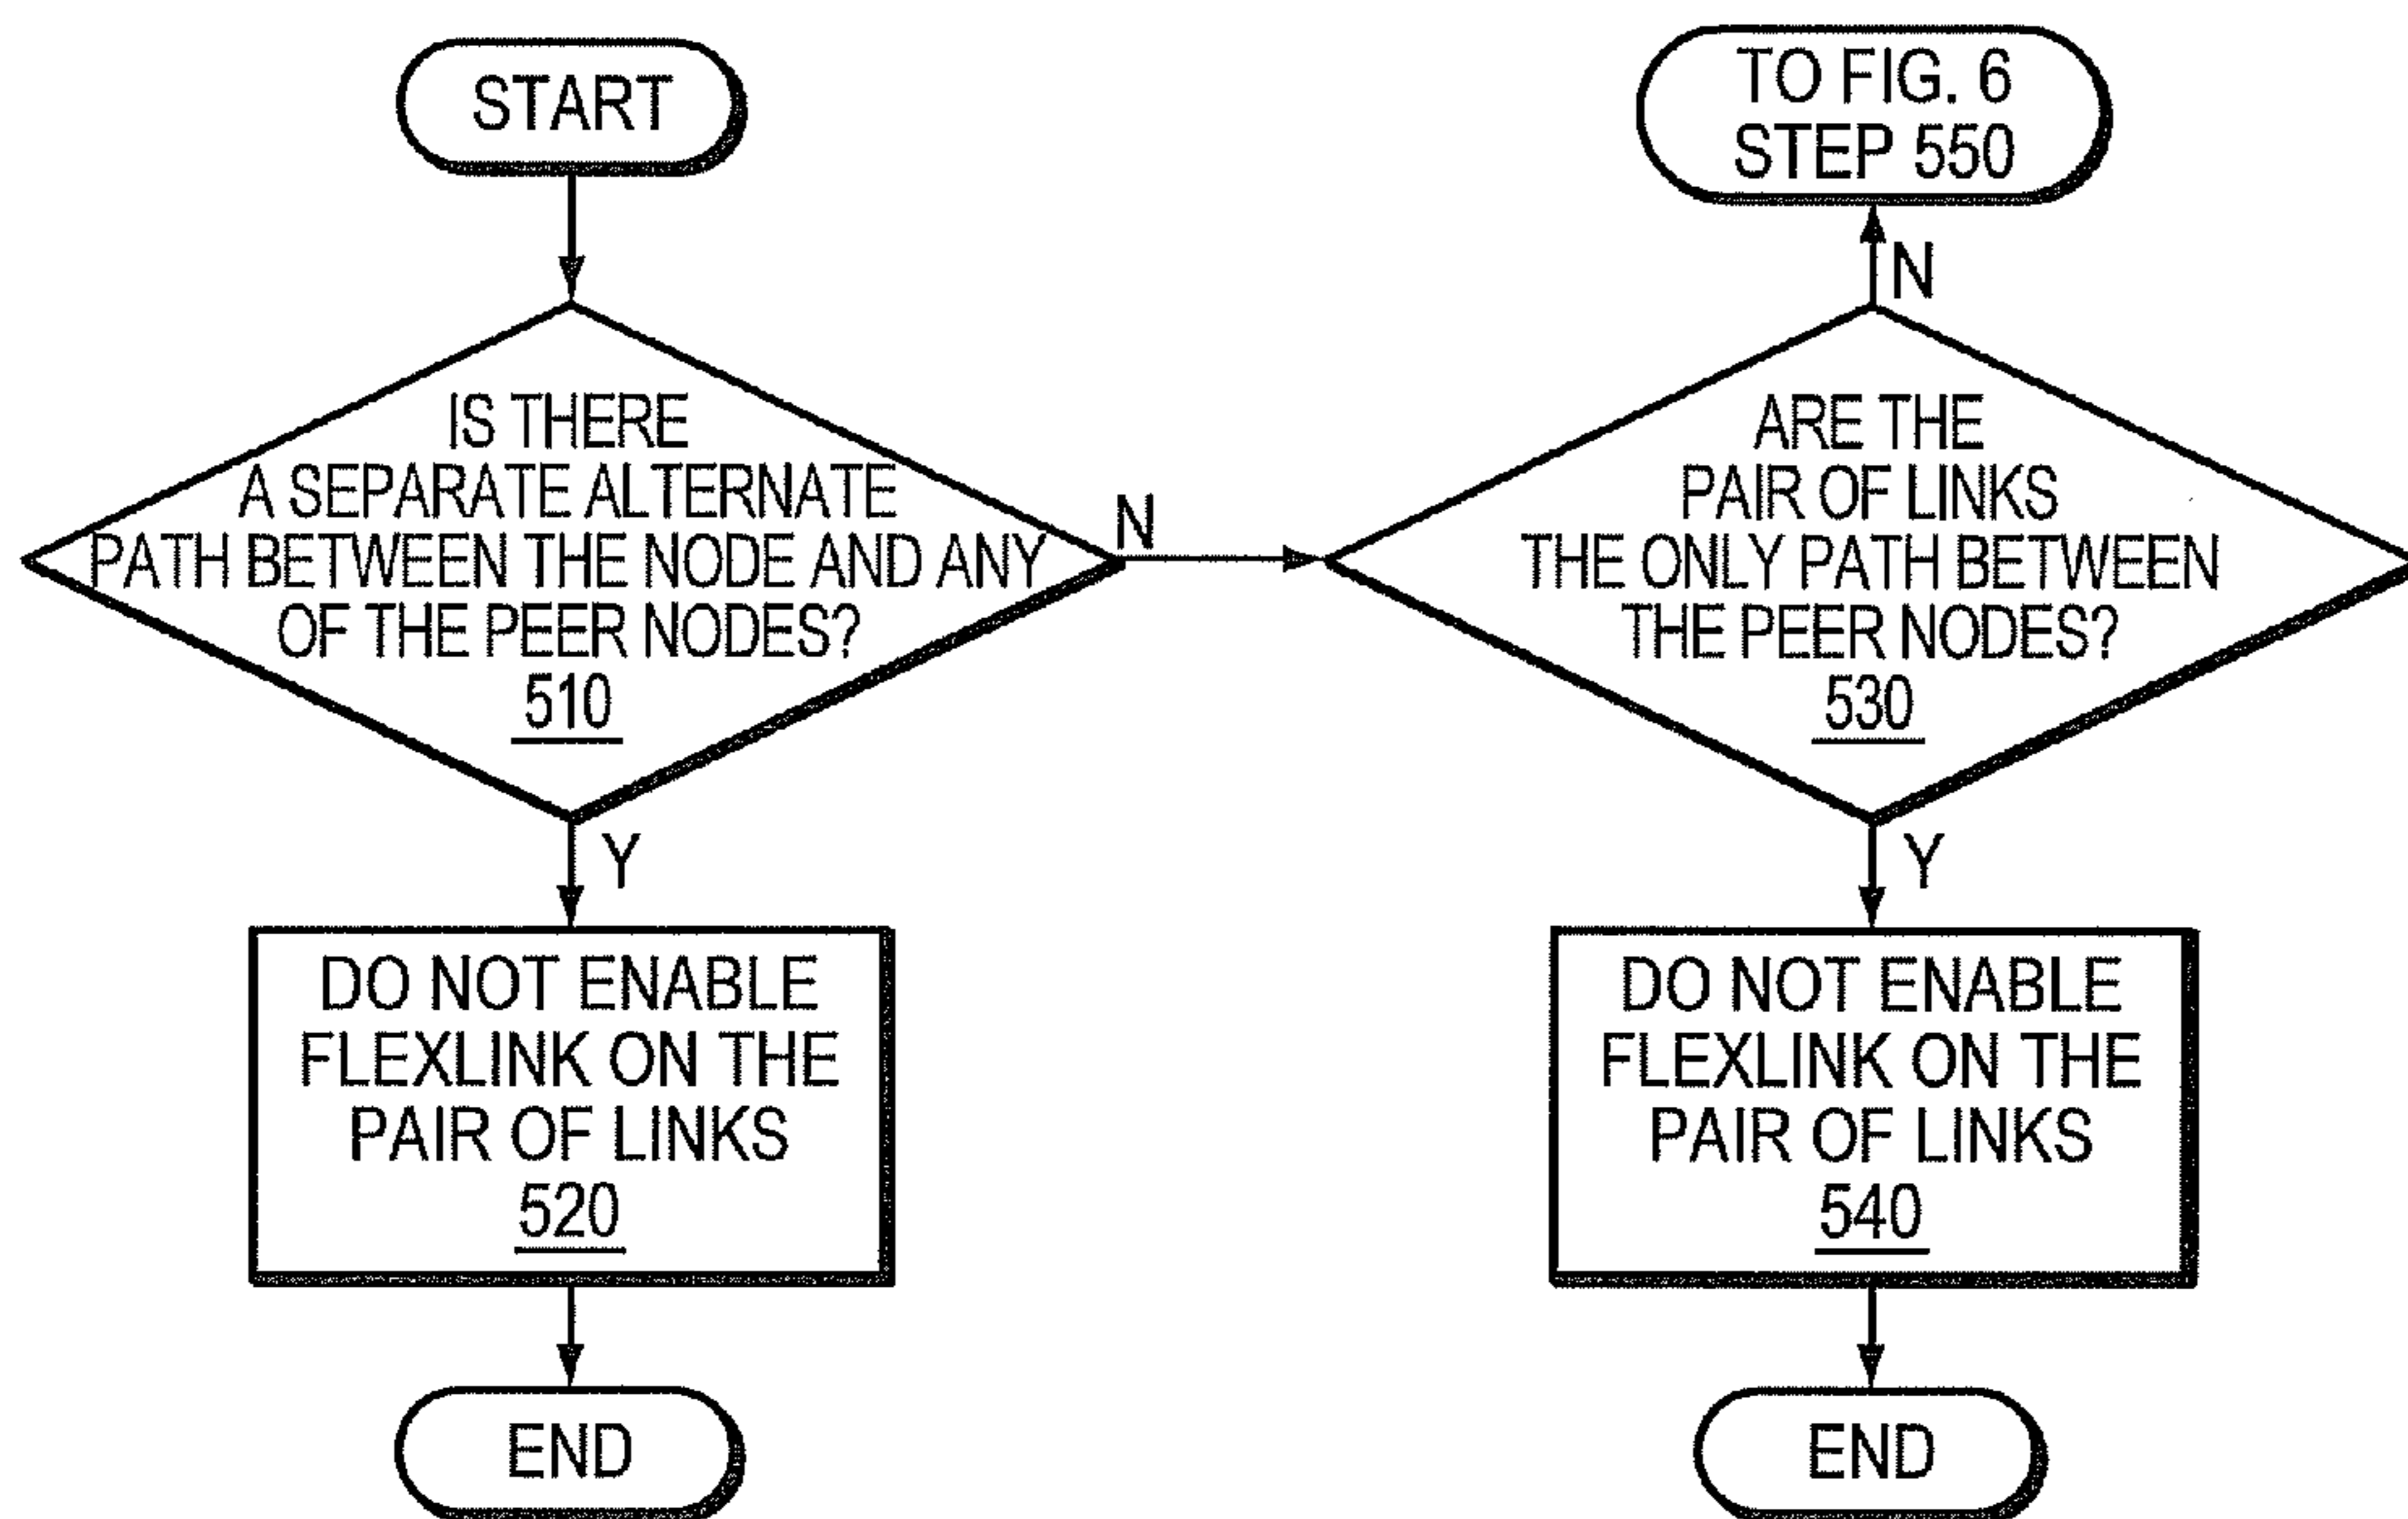 START
IS THERE
A SEPARATE ALTERNATE
PATH BETWEEN THE NODE AND ANY
OF THE PEER NODES?
510
N
Y
DO NOT ENABLE
FLEXLINK ON THE
PAIR OF LINKS
520
END
TO FIG. 6
STEP 550
N
ARE THE
PAIR OF LINKS
THE ONLY PATH BETWEEN
THE PEER NODES?
530
Y
DO NOT ENABLE
FLEXLINK ON THE
PAIR OF LINKS
540
END